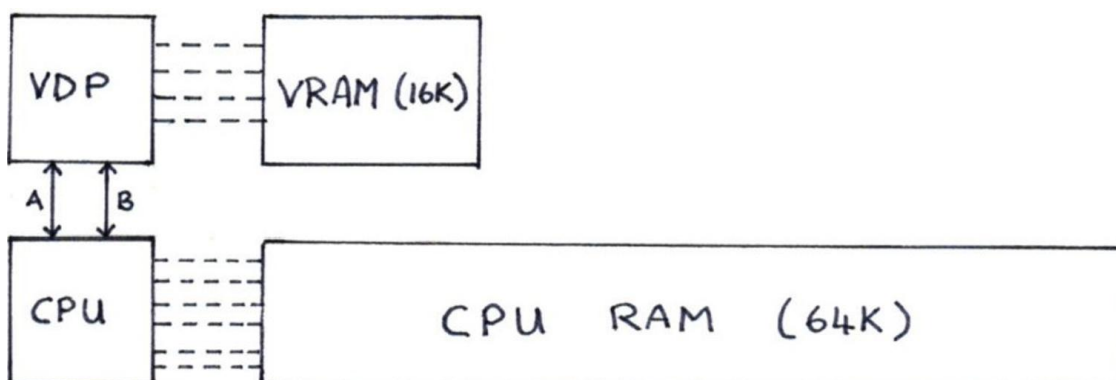 VDP
VRAM (16K)
A
B
CPU
CPU RAM (64K)